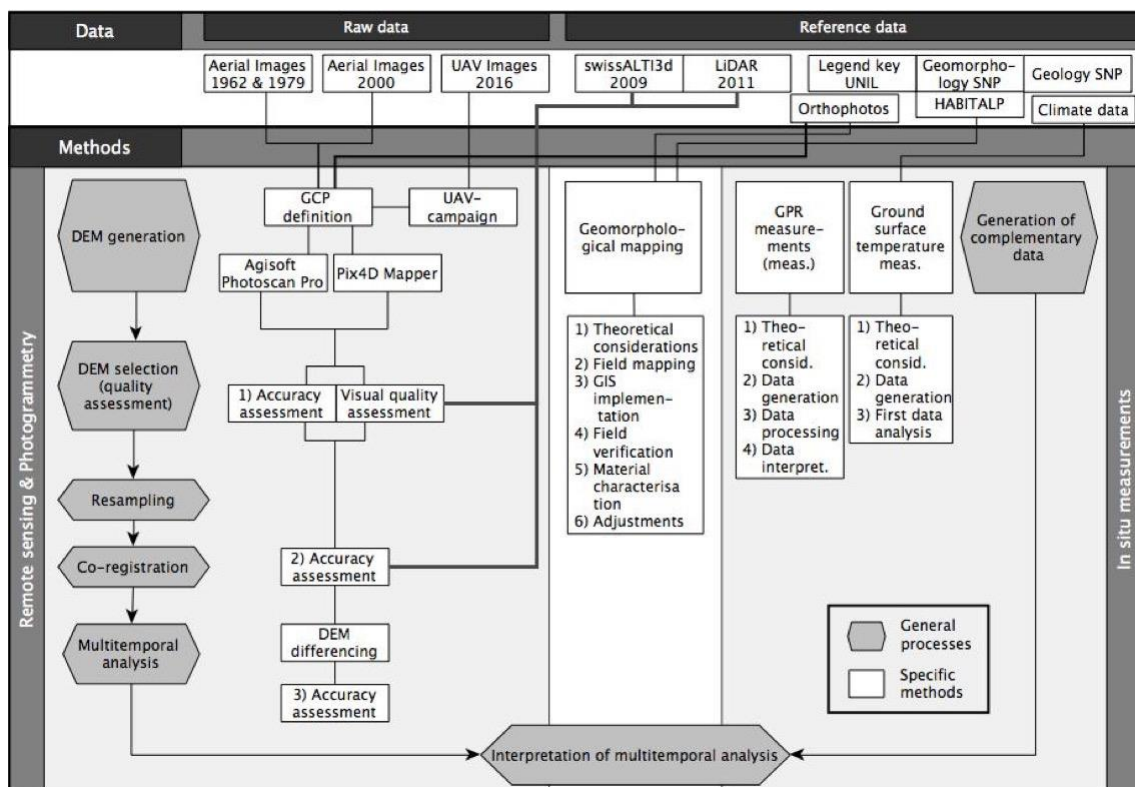 Data
Raw data
Reference data
Aerial Images
1962 & 1979
Aerial Images
2000
UAV Images
2016
swissALTI3d
2009
LiDAR
2011
Legend key
UNIL
Geomorpho-
logy SNP
Geology SNP
Orthophotos
HABITALP
Climate data
Methods
Remote sensing & Photogrammetry
DEM generation
DEM selection
(quality
assessment)
Resampling
Co-registration
Multitemporal
analysis
GCP
definition
UAV-
campaign
Agisoft
Photoscan Pro
Pix4D Mapper
1) Accuracy
assessment
Visual quality
assessment
2) Accuracy
assessment
DEM
differencing
3) Accuracy
assessment
Geomorpholo-
gical mapping
1) Theoretical
considerations
2) Field mapping
3) GIS
implemen-
tation
4) Field
verification
5) Material
characterisa
tion
6) Adjustments
GPR
measure-
ments
(meas.)
1) Theo-
retical
consid.
2) Data
generation
3) Data
processing
4) Data
interpret.
Ground
surface
temperature
meas.
1) Theo-
retical
consid.
2) Data
generation
3) First data
analysis
Generation of
complementary
data
In situ measurements
General
processes
Specific
methods
Interpretation of multitemporal analysis